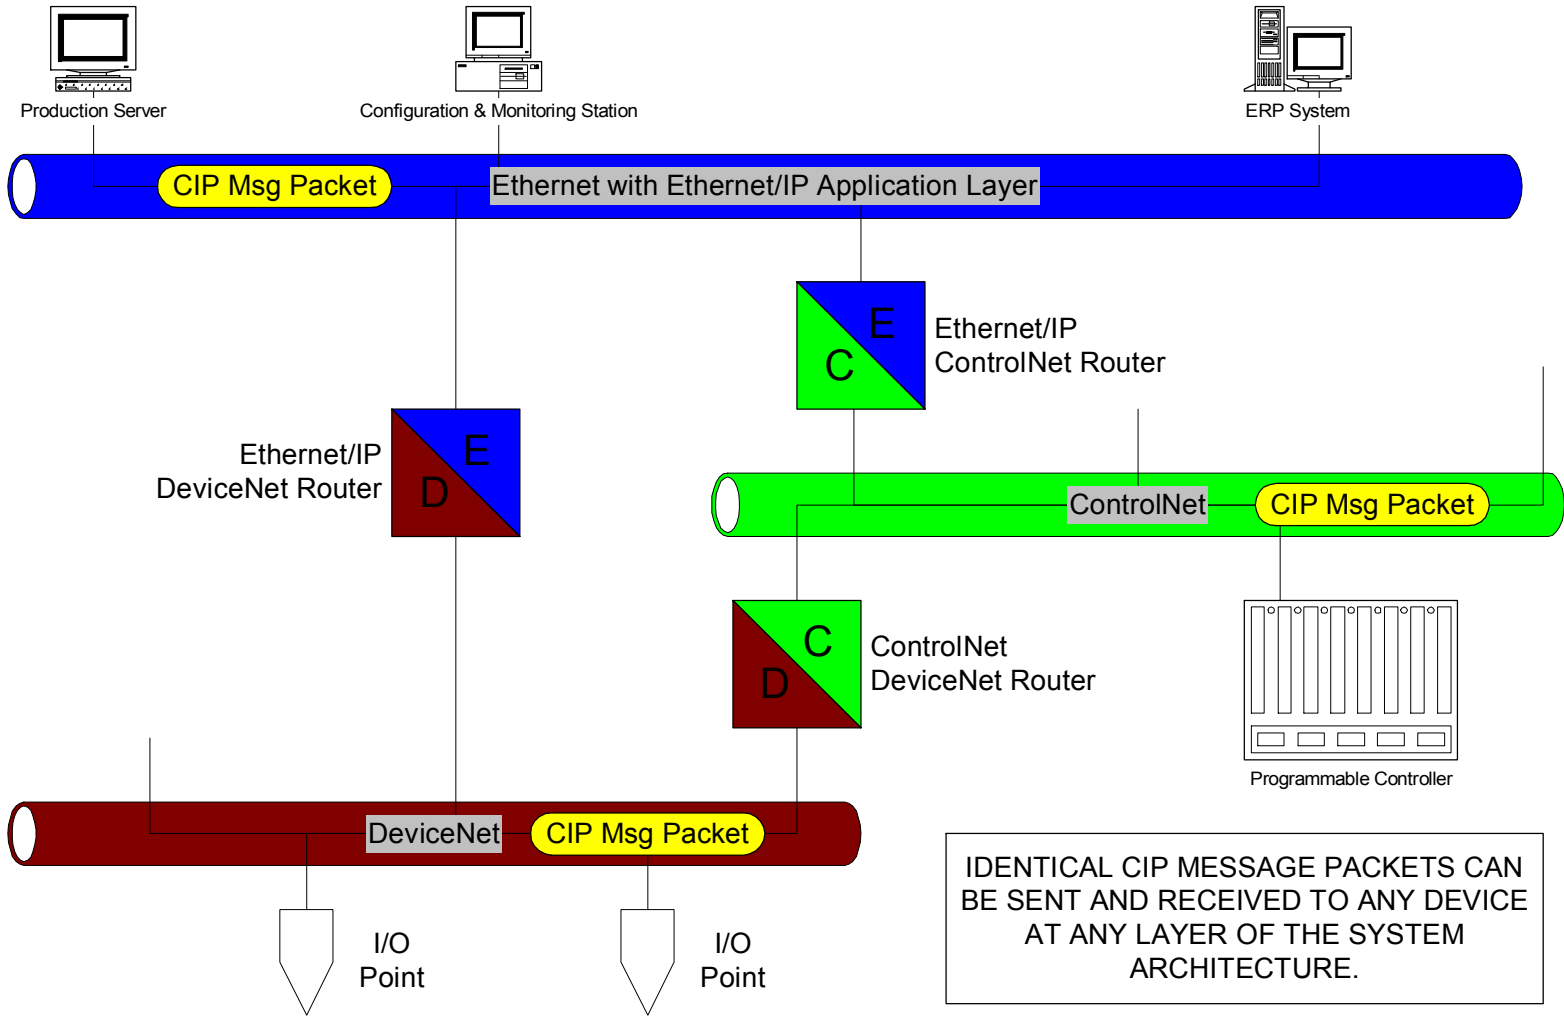 Production Server
Configuration & Monitoring Station
ERP System
CIP Msg Packet
Ethernet with Ethernet/IP Application Layer
E
C
Ethernet/IP
ControlNet Router
Ethernet/IP
DeviceNet Router
E
D
ControlNet
CIP Msg Packet
C
D
ControlNet
DeviceNet Router
Programmable Controller
DeviceNet
CIP Msg Packet
I/O
Point
I/O
Point
IDENTICAL CIP MESSAGE PACKETS CAN
BE SENT AND RECEIVED TO ANY DEVICE
AT ANY LAYER OF THE SYSTEM
ARCHITECTURE.